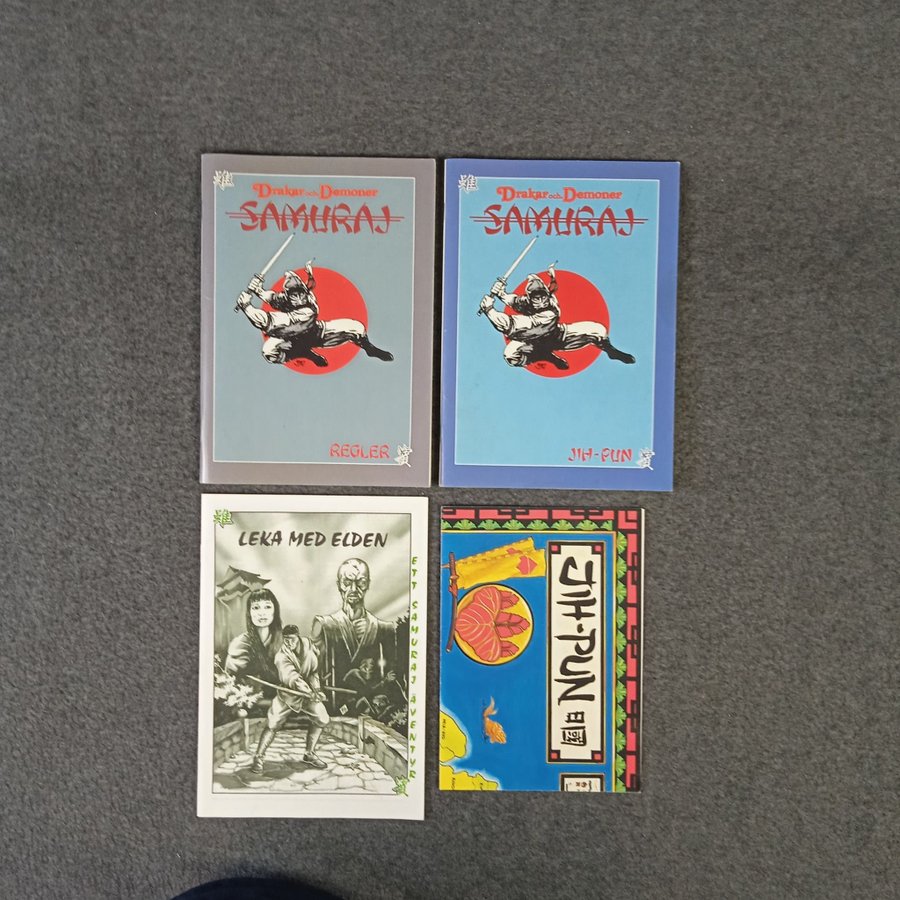 Drakar och Demoner
SAMURAJ
REGLER
Drakar och Demoner
SAMURAJ
JIH-PUN
LEKA MED ELDEN
ETT SAMURAJ ÄVENTYR
JIH-PUN